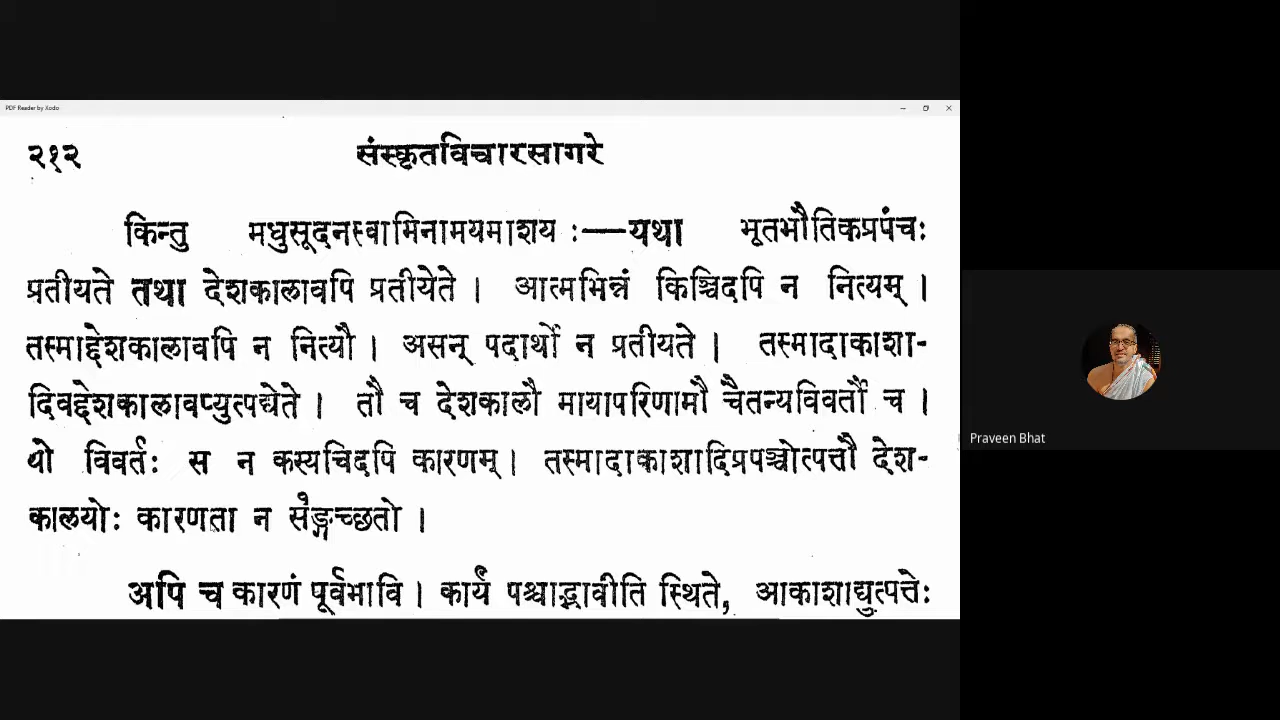 PDF Reader by Xodo
२१२ संस्कृतविचारसागरे
किन्तु मधुसूदनस्वामिनामयमाशय :—यथा भूतभौतिकप्रपंचः
प्रतीयते तथा देशकालावपि प्रतीयेते । आत्मभिन्नं किञ्चिदपि न नित्यम् ।
तस्माद्देशकालावपि न नित्यौ । असन् पदार्थो न प्रतीयते । तस्मादाकाशा-
दिवद्देशकालावप्युत्पद्येते । तौ च देशकालौ मायापरिणामौ चैतन्यविवर्तौ च ।
यो विवर्तः स न कस्यचिदपि कारणम् । तस्मादाकाशादिप्रपञ्चोत्पत्तौ देश-
कालयोः कारणता न संङ्गच्छतो ।
अपि च कारणं पूर्वभावि । कार्यं पश्चाद्भावीति स्थिते, आकाशाद्युत्पत्तेः
Praveen Bhat